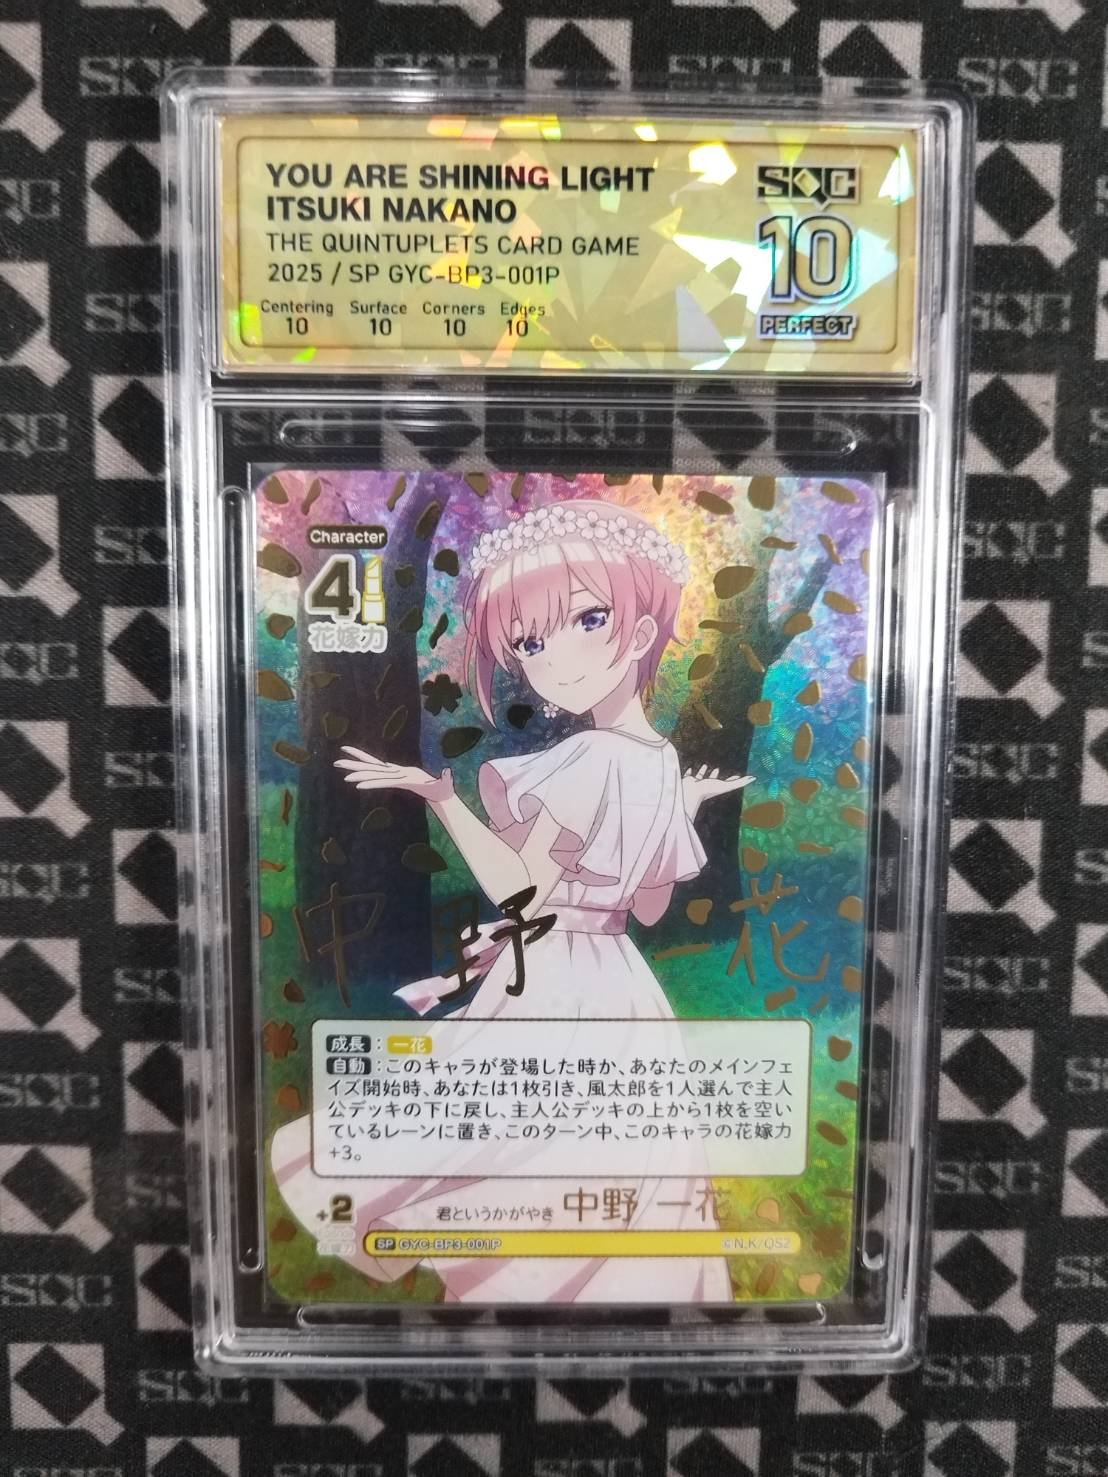 YOU ARE SHINING LIGHT
ITSUKI NAKANO
THE QUINTUPLETS CARD GAME
2025 / SP GYC-BP3-001P
Centering Surface Corners Edges
10 10 10 10
SQC
10
PERFECT
Character
4
花嫁力
中野 一花
成長：一花
自動：このキャラが登場した時か、あなたのメインフェ
イズ開始時、あなたは1枚引き、風太郎を1人選んで主人
公デッキの下に戻し、主人公デッキの上から1枚を空い
ているレーンに置き、このターン中、このキャラの花嫁力
+3。
+2
花嫁力
君というかがやき 中野 一花
SP GYC-BP3-001P
©N.K/QS2